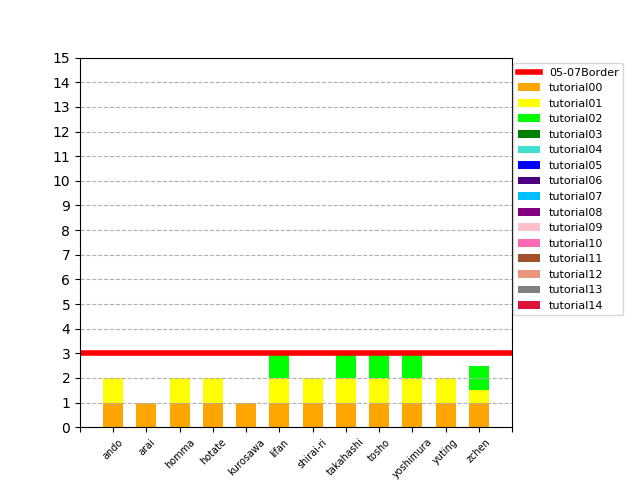 15
14
13
12
11
10
9
8
7
6
5
4
3
2
1
0
ando
arai
homma
hotate
kurosawa
lifan
shirai-ri
takahashi
tosho
yoshimura
yuting
zchen
05-07Border
tutorial00
tutorial01
tutorial02
tutorial03
tutorial04
tutorial05
tutorial06
tutorial07
tutorial08
tutorial09
tutorial10
tutorial11
tutorial12
tutorial13
tutorial14